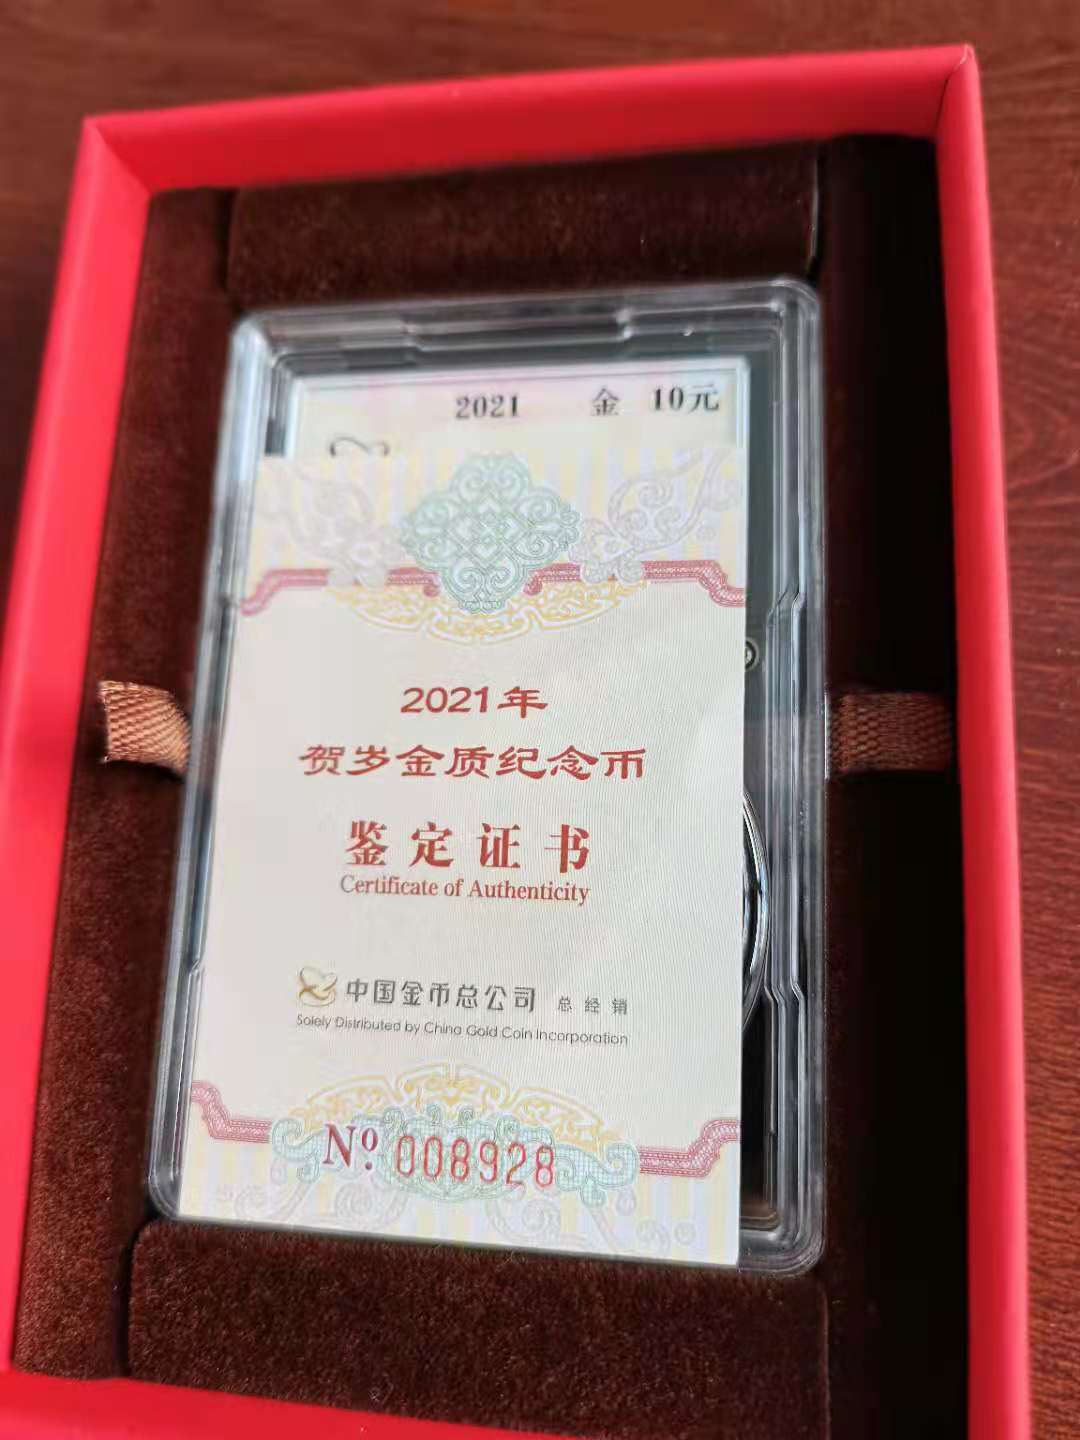 2021 金 10元
2021年
贺岁金质纪念币
鉴定证书
Certificate of Authenticity
中国金币总公司 总经销
Solely Distributed by China Gold Coin Incorporation
Nº. 008928